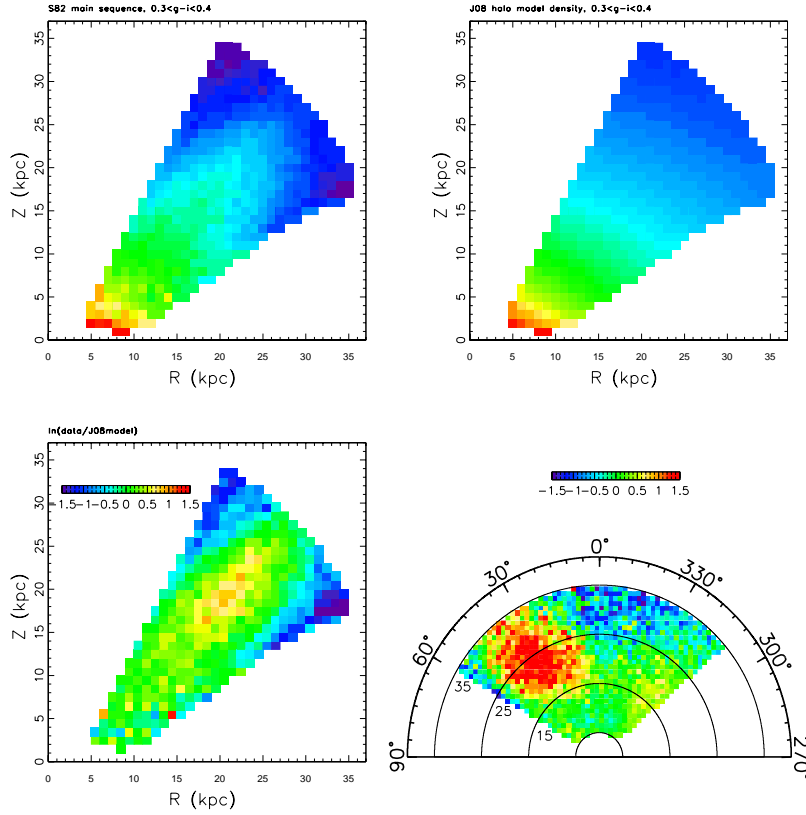 S82 main sequence, 0.3<g-i<0.4
35
30
25
20
15
10
5
0
Z (kpc)
0 5 10 15 20 25 30 35
R (kpc)
J08 halo model density, 0.3<g-i<0.4
35
30
25
20
15
10
5
0
Z (kpc)
0 5 10 15 20 25 30 35
R (kpc)
ln(data/J08model)
-1.5 -1 -0.5 0 0.5 1 1.5
35
30
25
20
15
10
5
0
Z (kpc)
0 5 10 15 20 25 30 35
R (kpc)
-1.5 -1 -0.5 0 0.5 1 1.5
0°
30° 330°
60° 300°
90° 270°
35
25
15